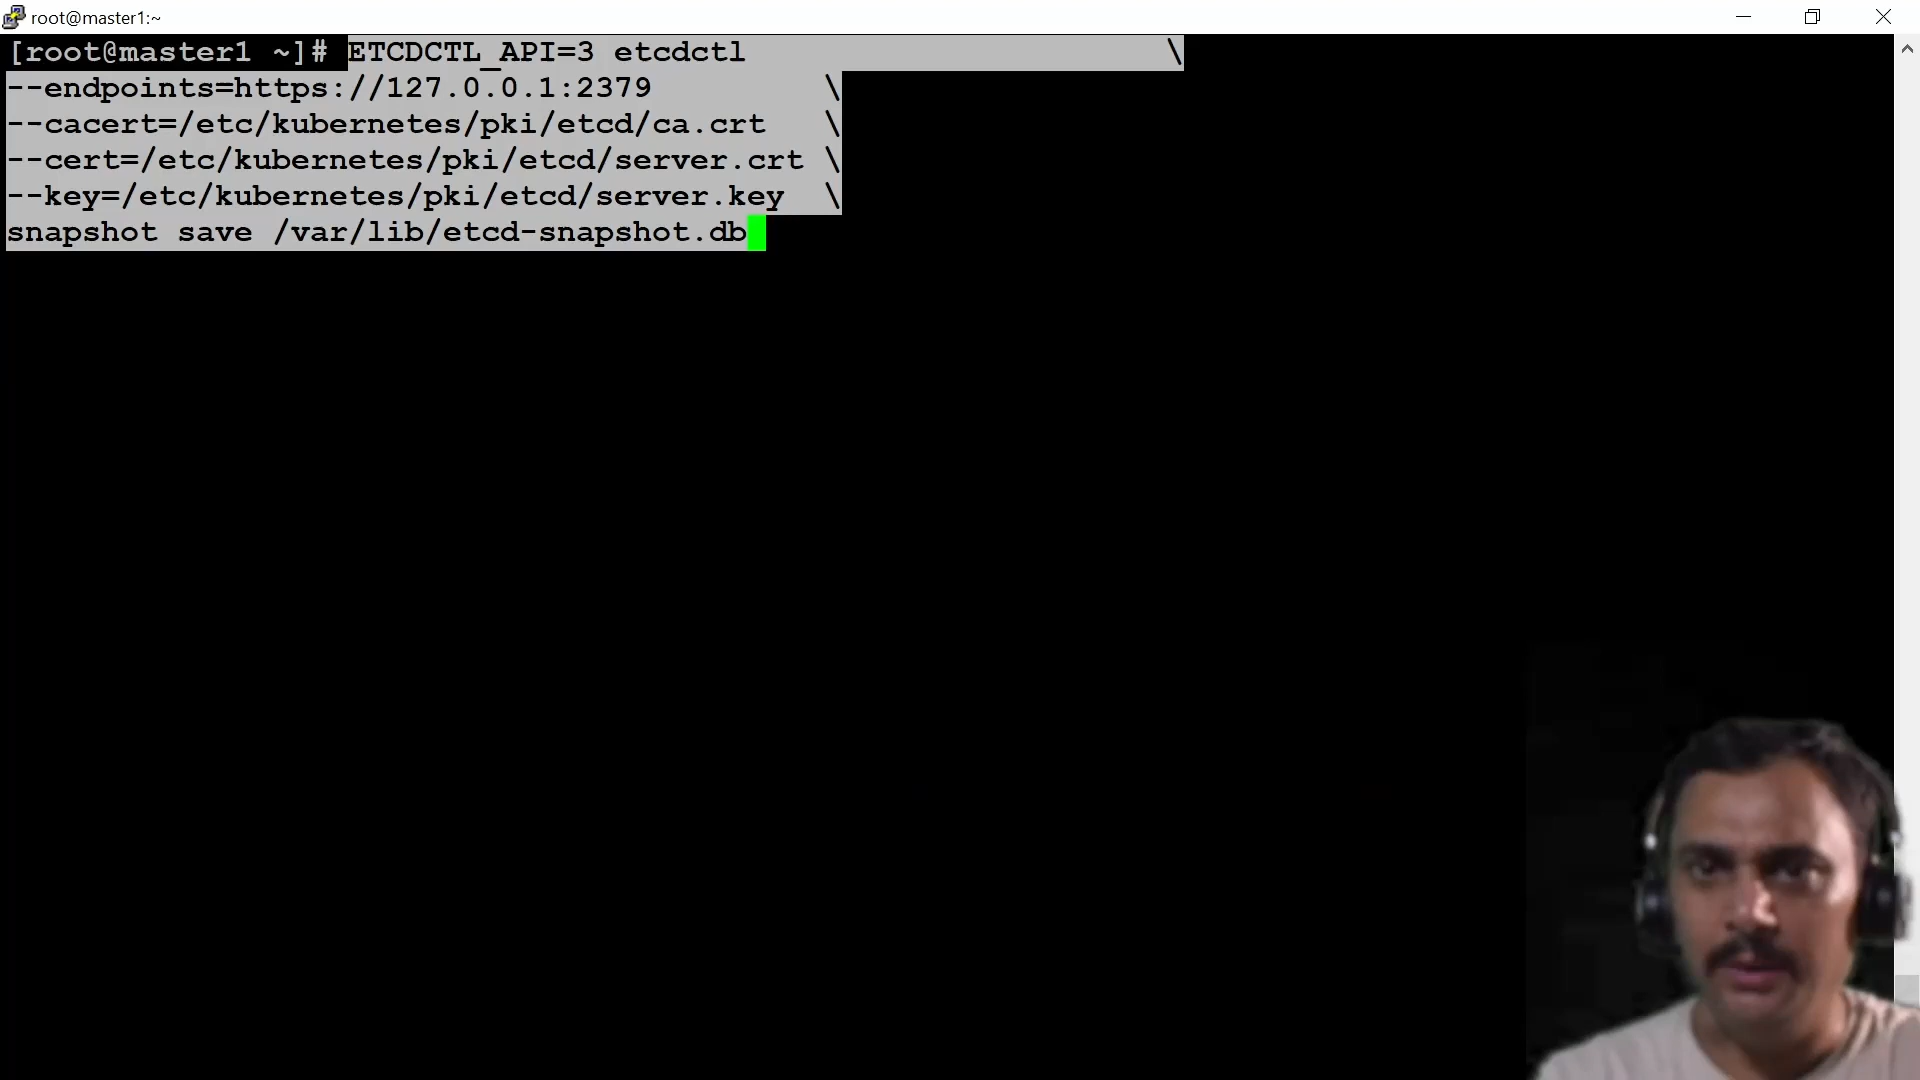 root@master1:~
[root@master1 ~]# ETCDCTL_API=3 etcdctl \
--endpoints=https://127.0.0.1:2379 \
--cacert=/etc/kubernetes/pki/etcd/ca.crt \
--cert=/etc/kubernetes/pki/etcd/server.crt \
--key=/etc/kubernetes/pki/etcd/server.key \
snapshot save /var/lib/etcd-snapshot.db